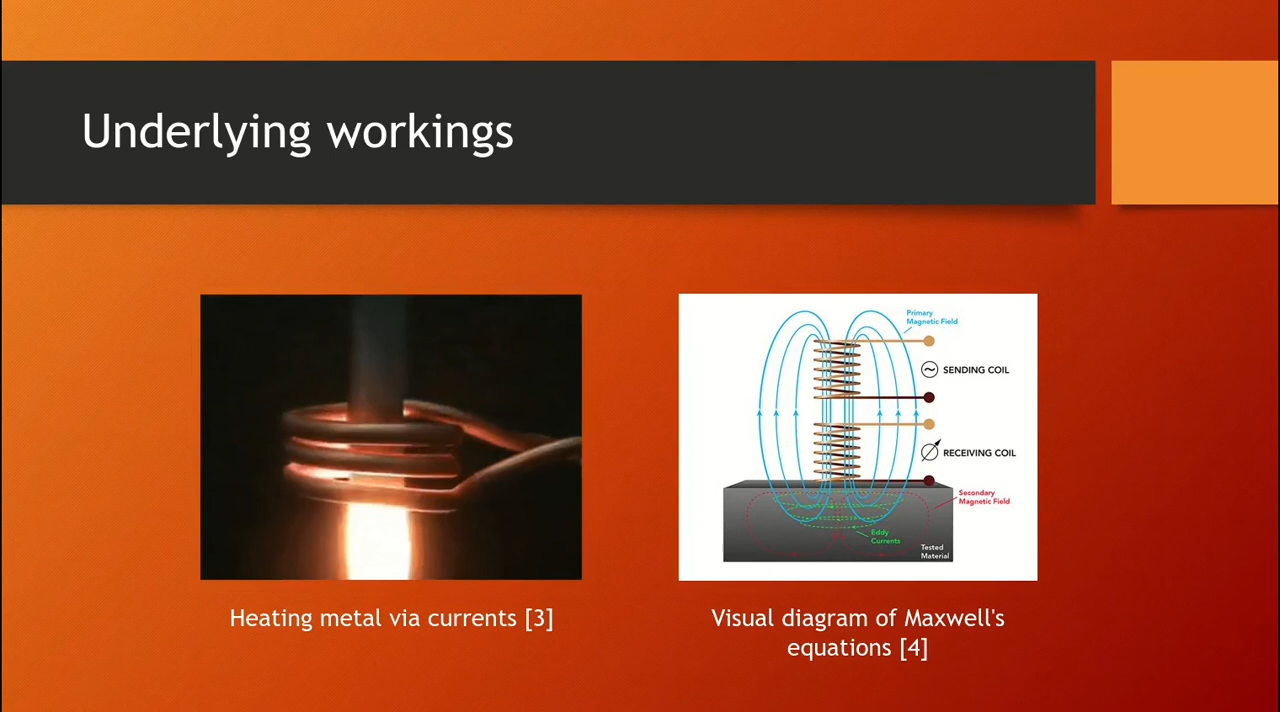 Underlying workings
Primary
Magnetic Field
SENDING COIL
RECEIVING COIL
Secondary
Magnetic Field
Eddy
Currents
Tested
Material
Heating metal via currents [3]
Visual diagram of Maxwell's
equations [4]